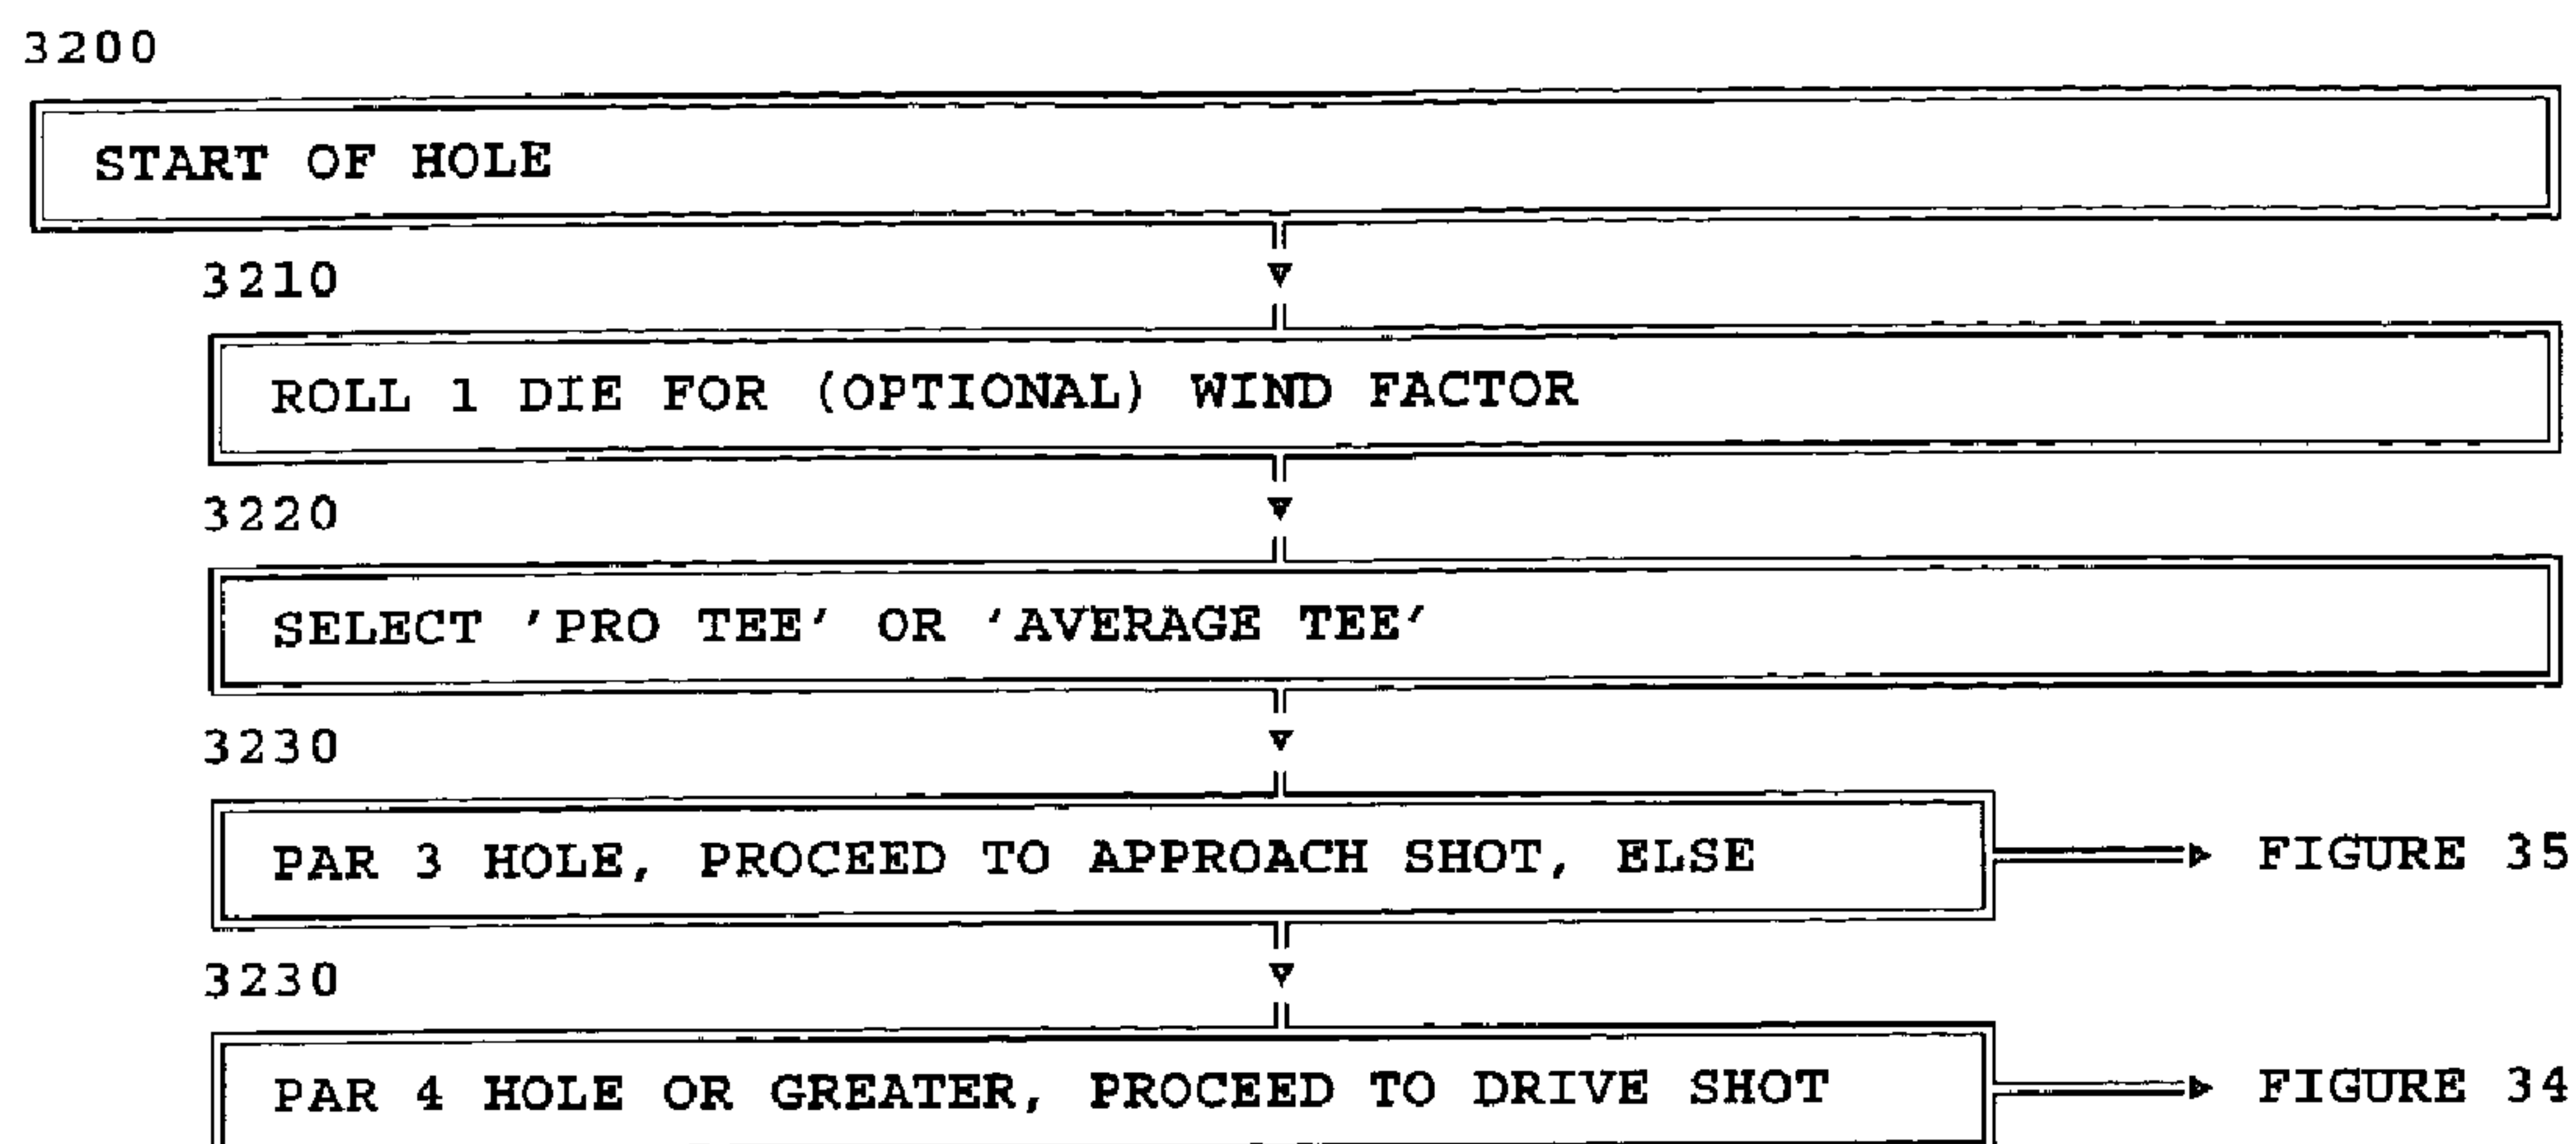 3200
START OF HOLE
3210
ROLL 1 DIE FOR (OPTIONAL) WIND FACTOR
3220
SELECT 'PRO TEE' OR 'AVERAGE TEE'
3230
PAR 3 HOLE, PROCEED TO APPROACH SHOT, ELSE
FIGURE 35
3230
PAR 4 HOLE OR GREATER, PROCEED TO DRIVE SHOT
FIGURE 34